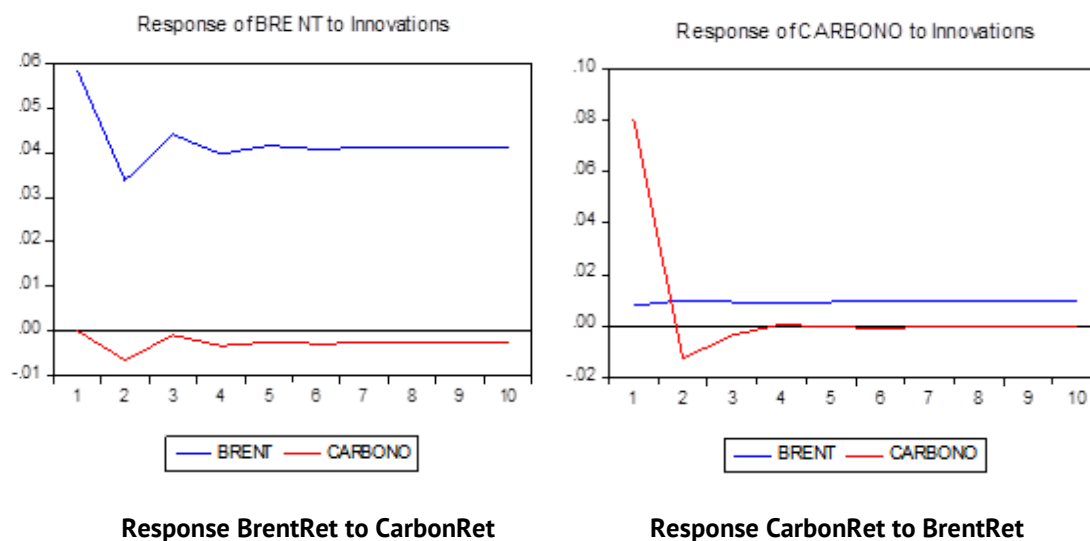 Response of BRENT to Innovations
.06
.05
.04
.03
.02
.01
.00
-.01
1 2 3 4 5 6 7 8 9 10
BRENT CARBONO
Response BrentRet to CarbonRet
Response of CARBONO to Innovations
.10
.08
.06
.04
.02
.00
-.02
1 2 3 4 5 6 7 8 9 10
BRENT CARBONO
Response CarbonRet to BrentRet